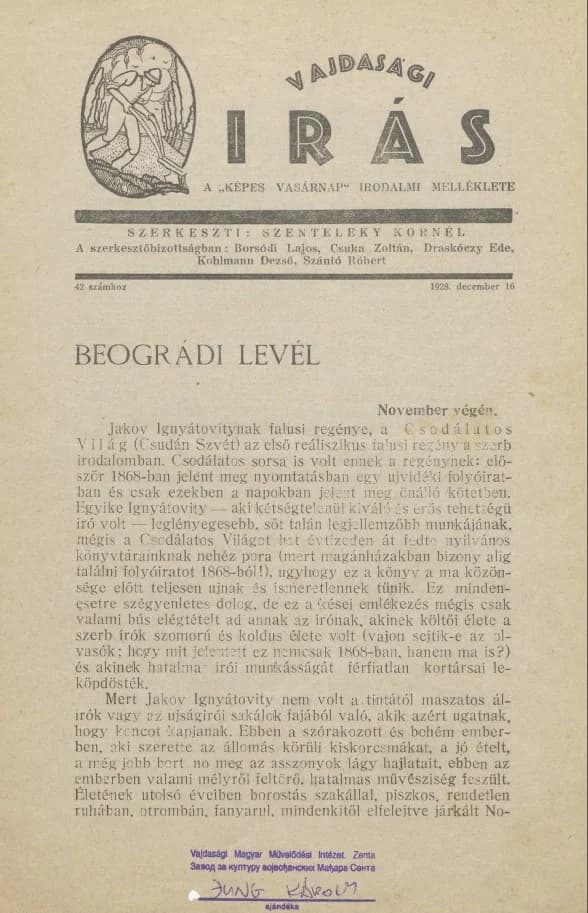 VAJDASÁGI
IRÁS
A „KÉPES VASÁRNAP“ IRODALMI MELLÉKLETE
SZERKESZTI: SZENTELEKY KORNÉL
A szerkesztőbizottságban: Borsódi Lajos, Csuka Zoltán, Draskóczy Ede,
Kohlmann Dezső, Szántó Róbert
42 számhoz
1928. december 16
BEOGRÁDI LEVÉL
November végén.
Jakov Ignyátovitynak falusi regénye, a Csodálatos
Világ (Csudán Szvét) az első reáliszikus falusi regény a szerb
irodalomban. Csodálatos sorsa is volt ennek a regénynek: elő-
ször 1868-ban jelent meg nyomtatásban egy ujvidéki folyóirat-
ban és csak ezekben a napokban jelent meg önálló kötetben.
Egyike Ignyátovity — aki kétségtelenül kiváló és erős tehetségű
iró volt — leglényegesebb, sőt talán legjellemzőbb munkájának,
mégis a Csodálatos Világot hat évtizeden át fedte nyilvános
könyvtárainknak nehéz pora (mert magánházakban bizony alig
találni folyóiratot 1868-ból!), ugyhogy ez a könyv a ma közön-
sége előtt teljesen ujnak és ismeretlennek tűnik. Ez minden-
esetre szégyenletes dolog, de ez a kései emlékezés mégis csak
valami bús elégtételt ad annak az irónak, akinek költői élete a
szerb irók szomorú és koldus élete volt (vajon sejtik-e az ol-
vasók: hogy mit jelentett ez nemcsak 1868-ban, hanem ma is?)
és akinek hatalmas irói munkásságát férfiatlan kortársai le-
köpdösték.
Mert Jakov Ignyátovity nem volt a tintától maszatos ál-
irók vagy az ujságirói sakálok fajából való, akik azért ugatnak,
hogy koncot kapjanak. Ebben a szórakozott és bohém ember-
ben, aki szerette az állomás körüli kiskorcsmákat, a jó ételt,
a még jobb bort no meg az asszonyok lágy hajlatait, ebben az
emberben valami mélyről feltörő, hatalmas művésziség feszült.
Életének utolsó éveiben borostás szakállal, piszkos, rendetlen
ruhában, otrombán, fanyarul, mindenkitől elfelejtve járkált No-
Vajdasági Magyar Művelődési Intézet, Zenta
Завод за културу војвођанских Мађара Сента
JUNG KÁROLY
ajándéka